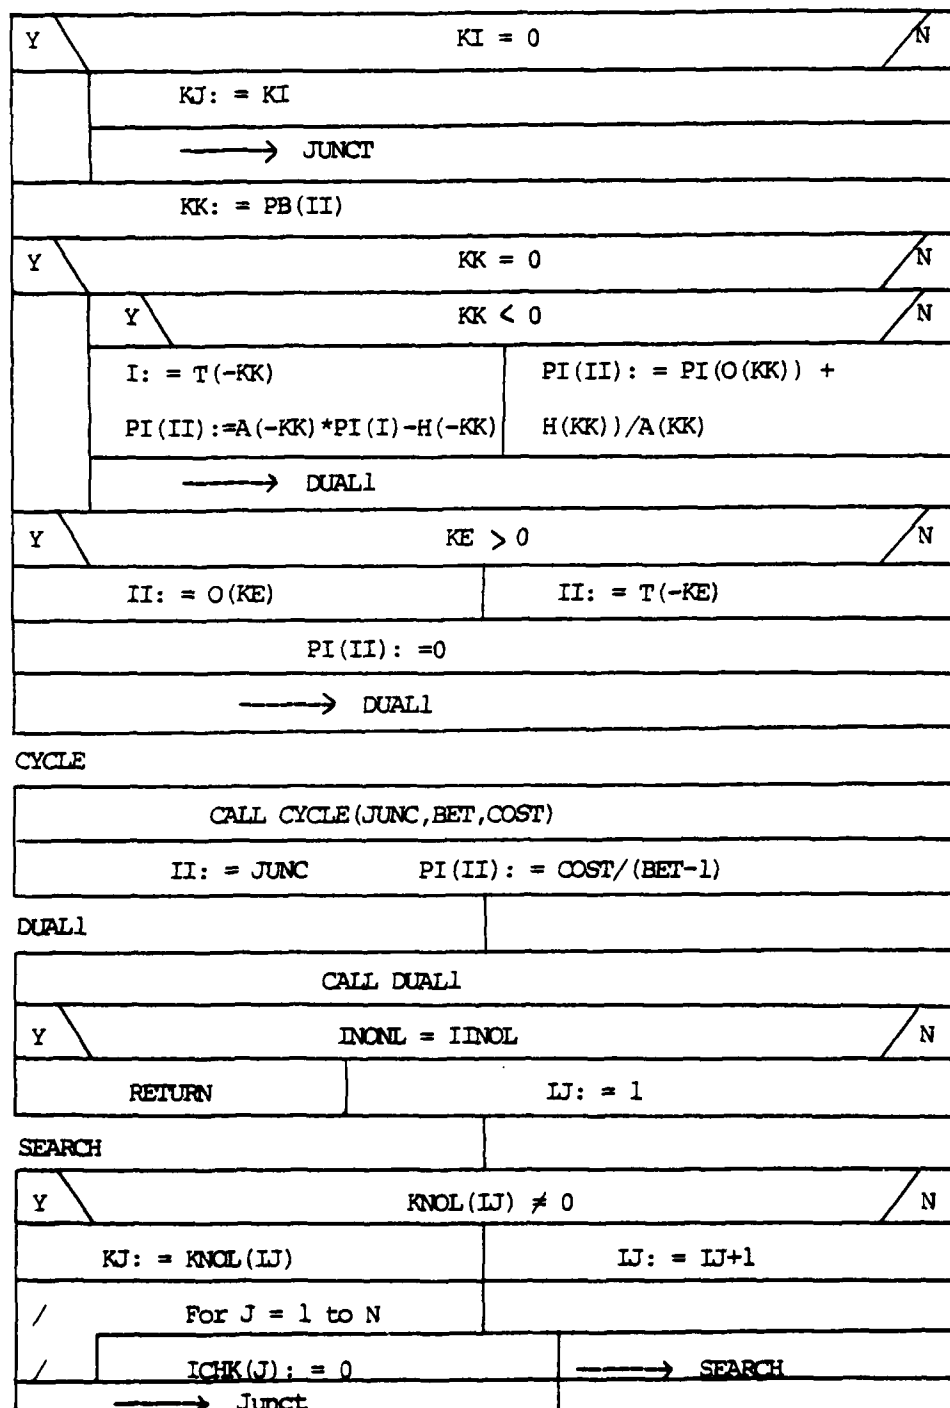 Y KI = 0 N
KJ: = KI
⟶ JUNCT
KK: = PB(II)
Y KK = 0 N
Y KK < 0 N
I: = T(-KK) PI(II): = PI(O(KK)) +
PI(II):=A(-KK)*PI(I)-H(-KK) H(KK))/A(KK)
⟶ DUAL1
Y KE > 0 N
II: = O(KE) II: = T(-KE)
PI(II): =0
⟶ DUAL1
CYCLE
CALL CYCLE(JUNC,BET,COST)
II: = JUNC PI(II): = COST/(BET-1)
DUAL1
CALL DUAL1
Y INONL = IINOL N
RETURN IJ: = 1
SEARCH
Y KNOL(IJ) ≠ 0 N
KJ: = KNOL(IJ) IJ: = IJ+1
/ For J = 1 to N
/ ICHK(J): = 0 ⟶ SEARCH
⟶ Junct